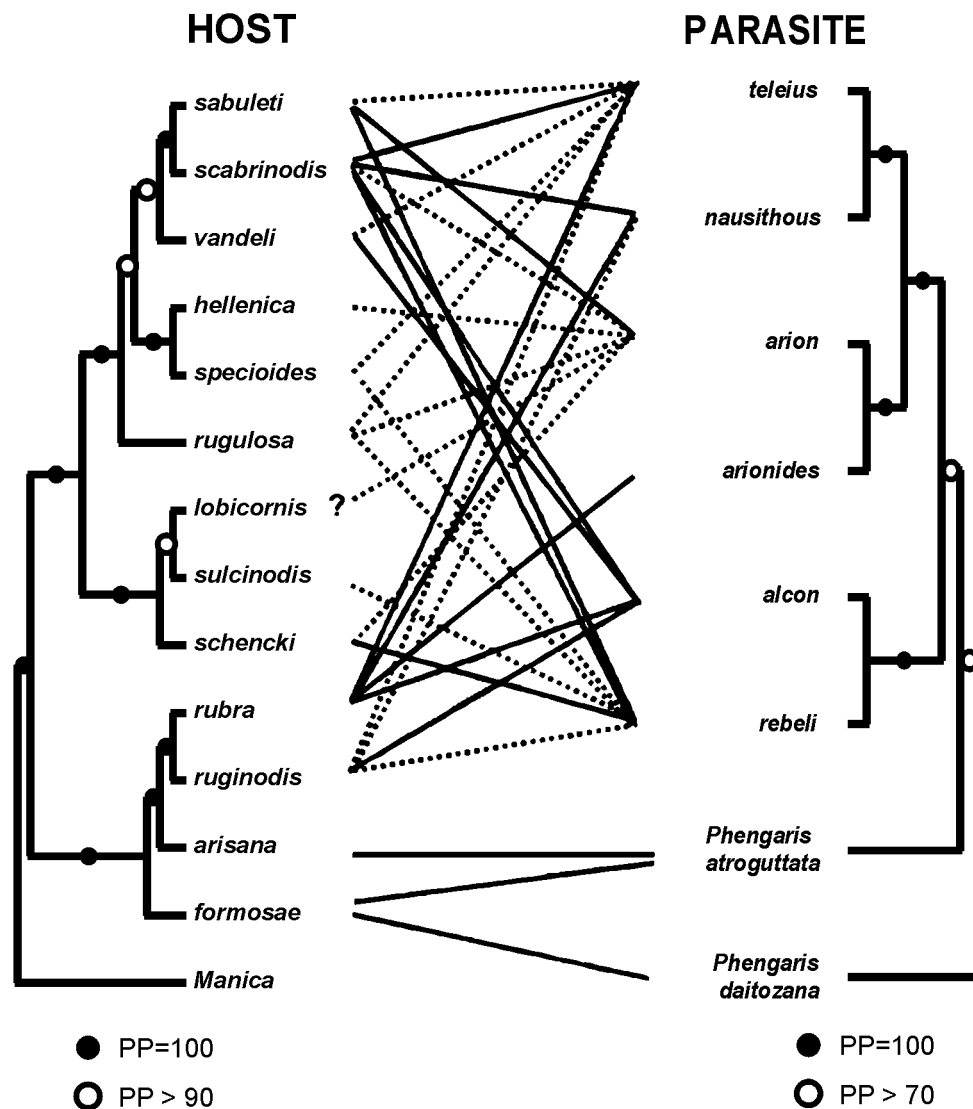 HOST
sabuleti
scabrinodis
vandeli
hellenica
specioides
rugulosa
lobicornis ?
sulcinodis
schencki
rubra
ruginodis
arisana
formosae
Manica
PP=100
PP > 90
PARASITE
teleius
nausithous
arion
arionides
alcon
rebeli
Phengaris
atroguttata
Phengaris
daitozana
PP=100
PP > 70